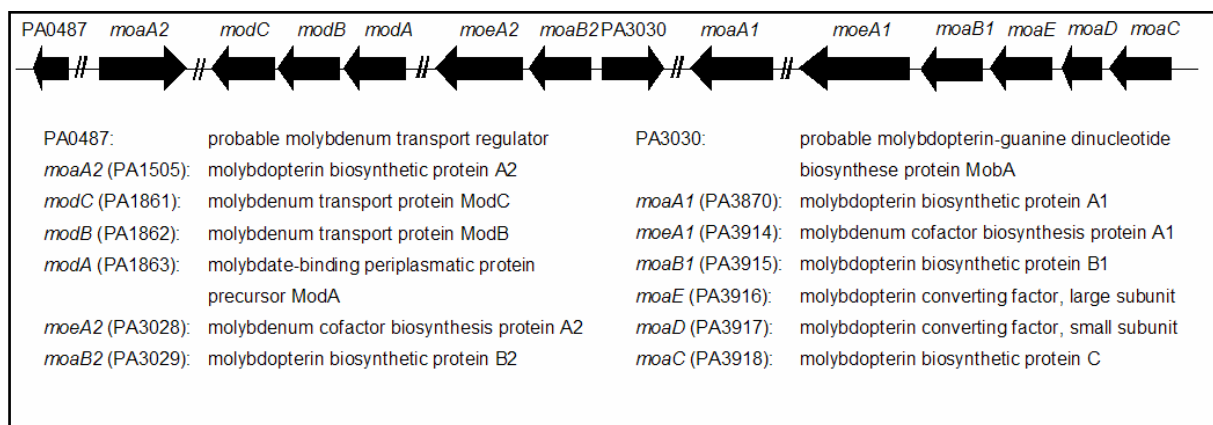 PA0487 moaA2 modC modB modA moeA2 moaB2 PA3030 moaA1 moeA1 moaB1 moaE moaD moaC
PA0487: probable molybdenum transport regulator
moaA2 (PA1505): molybdopterin biosynthetic protein A2
modC (PA1861): molybdenum transport protein ModC
modB (PA1862): molybdenum transport protein ModB
modA (PA1863): molybdate-binding periplasmatic protein
precursor ModA
moeA2 (PA3028): molybdenum cofactor biosynthesis protein A2
moaB2 (PA3029): molybdopterin biosynthetic protein B2
PA3030: probable molybdopterin-guanine dinucleotide
biosynthese protein MobA
moaA1 (PA3870): molybdopterin biosynthetic protein A1
moeA1 (PA3914): molybdenum cofactor biosynthesis protein A1
moaB1 (PA3915): molybdopterin biosynthetic protein B1
moaE (PA3916): molybdopterin converting factor, large subunit
moaD (PA3917): molybdopterin converting factor, small subunit
moaC (PA3918): molybdopterin biosynthetic protein C